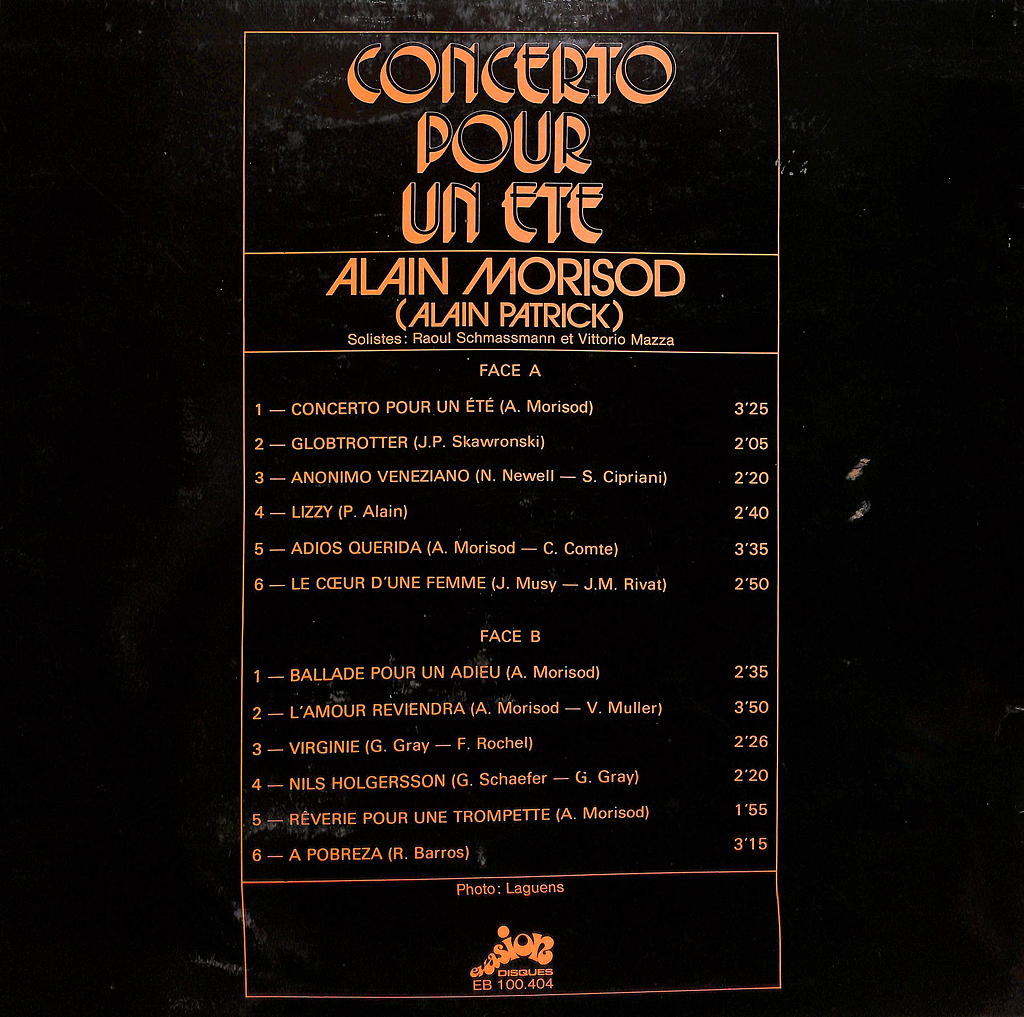 CONCERTO
POUR
UN ETE
ALAIN MORISOD
(ALAIN PATRICK)
Solistes: Raoul Schmassmann et Vittorio Mazza
FACE A
1 — CONCERTO POUR UN ÉTÉ (A. Morisod) 3'25
2 — GLOBTROTTER (J.P. Skawronski) 2'05
3 — ANONIMO VENEZIANO (N. Newell — S. Cipriani) 2'20
4 — LIZZY (P. Alain) 2'40
5 — ADIOS QUERIDA (A. Morisod — C. Comte) 3'35
6 — LE CŒUR D'UNE FEMME (J. Musy — J.M. Rivat) 2'50
FACE B
1 — BALLADE POUR UN ADIEU (A. Morisod) 2'35
2 — L'AMOUR REVIENDRA (A. Morisod — V. Muller) 3'50
3 — VIRGINIE (G. Gray — F. Rochel) 2'26
4 — NILS HOLGERSSON (G. Schaefer — G. Gray) 2'20
5 — RÊVERIE POUR UNE TROMPETTE (A. Morisod) 1'55
6 — A POBREZA (R. Barros) 3'15
Photo: Laguens
evasion
DISQUES
EB 100.404